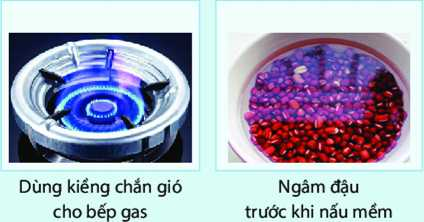 Dùng kiềng chắn gió
cho bếp gas
Ngâm đậu
trước khi nấu mềm